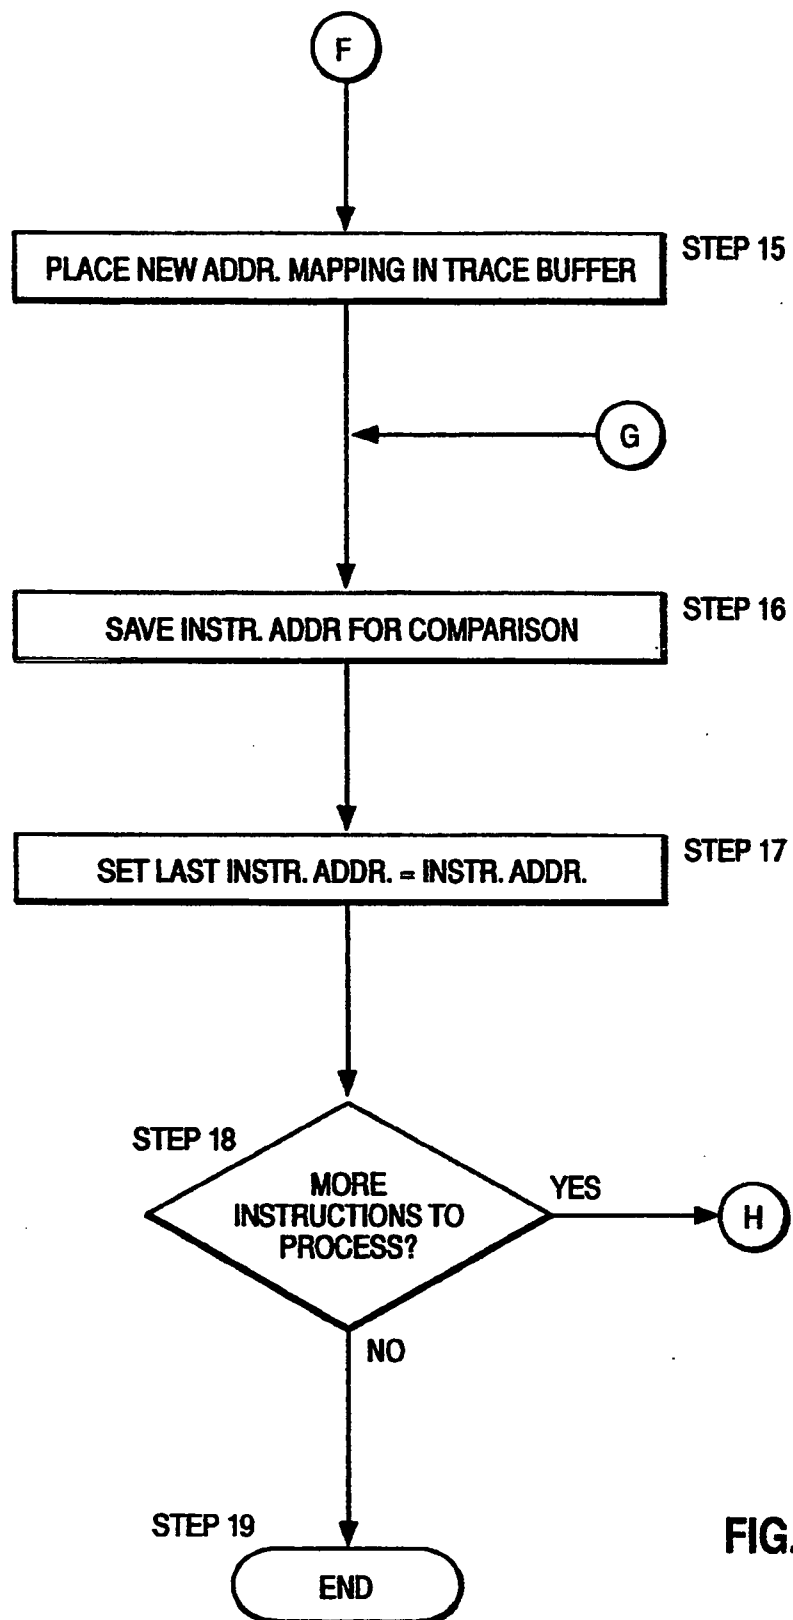 F
PLACE NEW ADDR. MAPPING IN TRACE BUFFER
STEP 15
G
SAVE INSTR. ADDR FOR COMPARISON
STEP 16
SET LAST INSTR. ADDR. = INSTR. ADDR.
STEP 17
STEP 18
MORE
INSTRUCTIONS TO
PROCESS?
YES
H
NO
STEP 19
END
FIG.